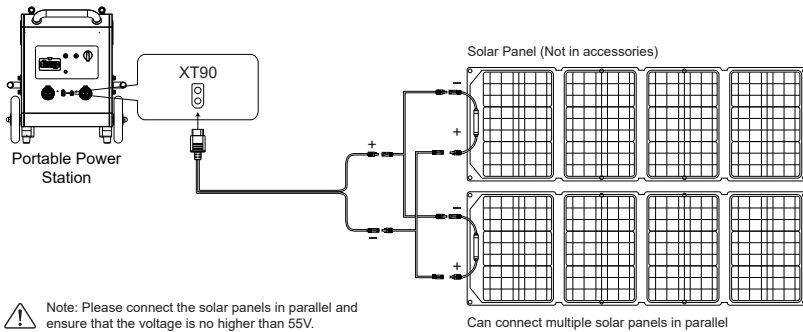 Solar Panel (Not in accessories)
XT90
−
+
+
−
−
+
Portable Power
Station
Note: Please connect the solar panels in parallel and
ensure that the voltage is no higher than 55V.
Can connect multiple solar panels in parallel